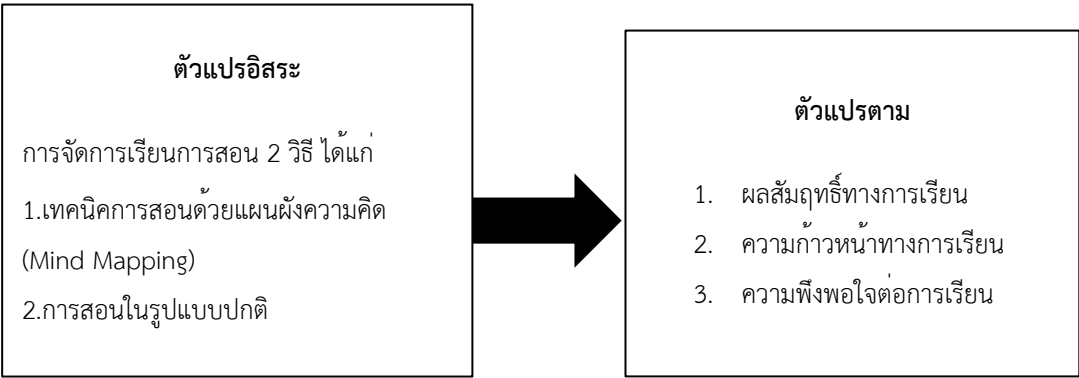 ตัวแปรอิสระ
การจัดการเรียนการสอน 2 วิธี ได้แก่
1.เทคนิคการสอนด้วยแผนผังความคิด
(Mind Mapping)
2.การสอนในรูปแบบปกติ
ตัวแปรตาม
1. ผลสัมฤทธิ์ทางการเรียน
2. ความก้าวหน้าทางการเรียน
3. ความพึงพอใจต่อการเรียน